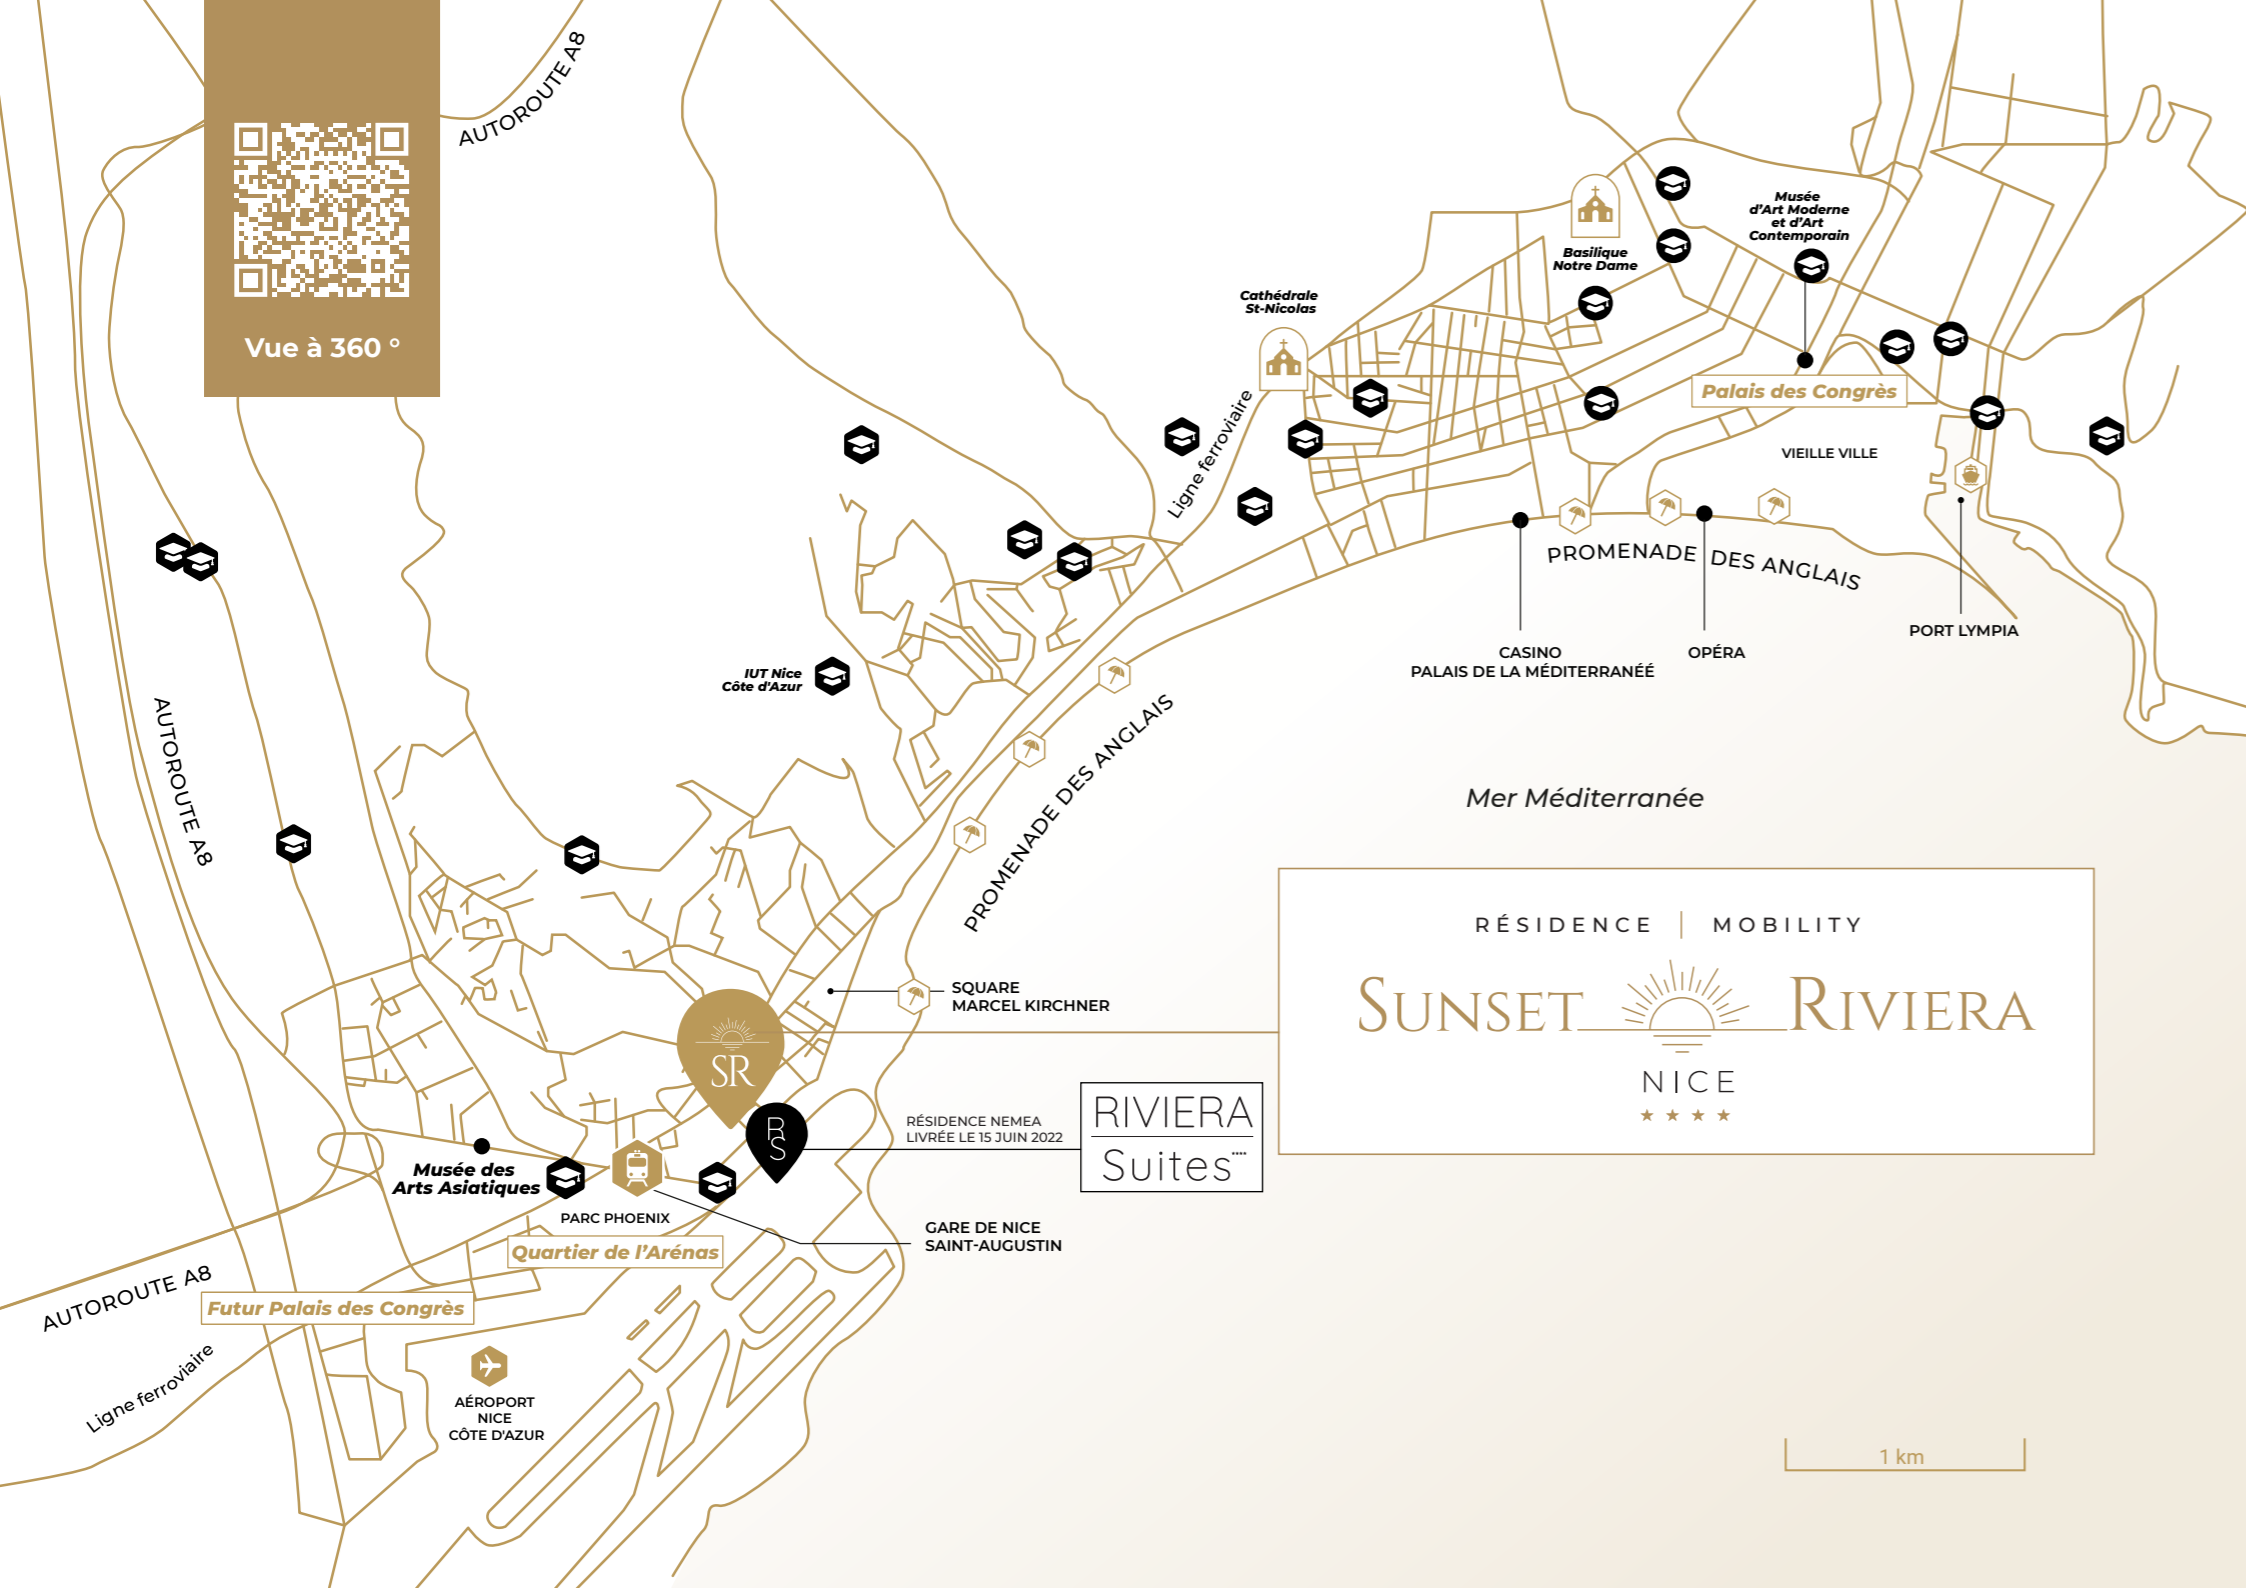 AUTOROUTE A8
Vue à 360 °
Musée
d'Art Moderne
et d'Art
Contemporain
Basilique
Notre Dame
Cathédrale
St-Nicolas
Palais des Congrès
Ligne ferroviaire
VIEILLE VILLE
PROMENADE DES ANGLAIS
PORT LYMPIA
CASINO
PALAIS DE LA MÉDITERRANÉÉ
OPÉRA
IUT Nice
Côte d'Azur
AUTOROUTE A8
PROMENADE DES ANGLAIS
Mer Méditerranée
RÉSIDENCE | MOBILITY
SUNSET RIVIERA
NICE
SQUARE
MARCEL KIRCHNER
SR
RS
RÉSIDENCE NEMEA
LIVRÉE LE 15 JUIN 2022
RIVIERA
Suites
Musée des
Arts Asiatiques
PARC PHOENIX
GARE DE NICE
SAINT-AUGUSTIN
Quartier de l'Arénas
AUTOROUTE A8
Futur Palais des Congrès
Ligne ferroviaire
AÉROPORT
NICE
CÔTE D'AZUR
1 km